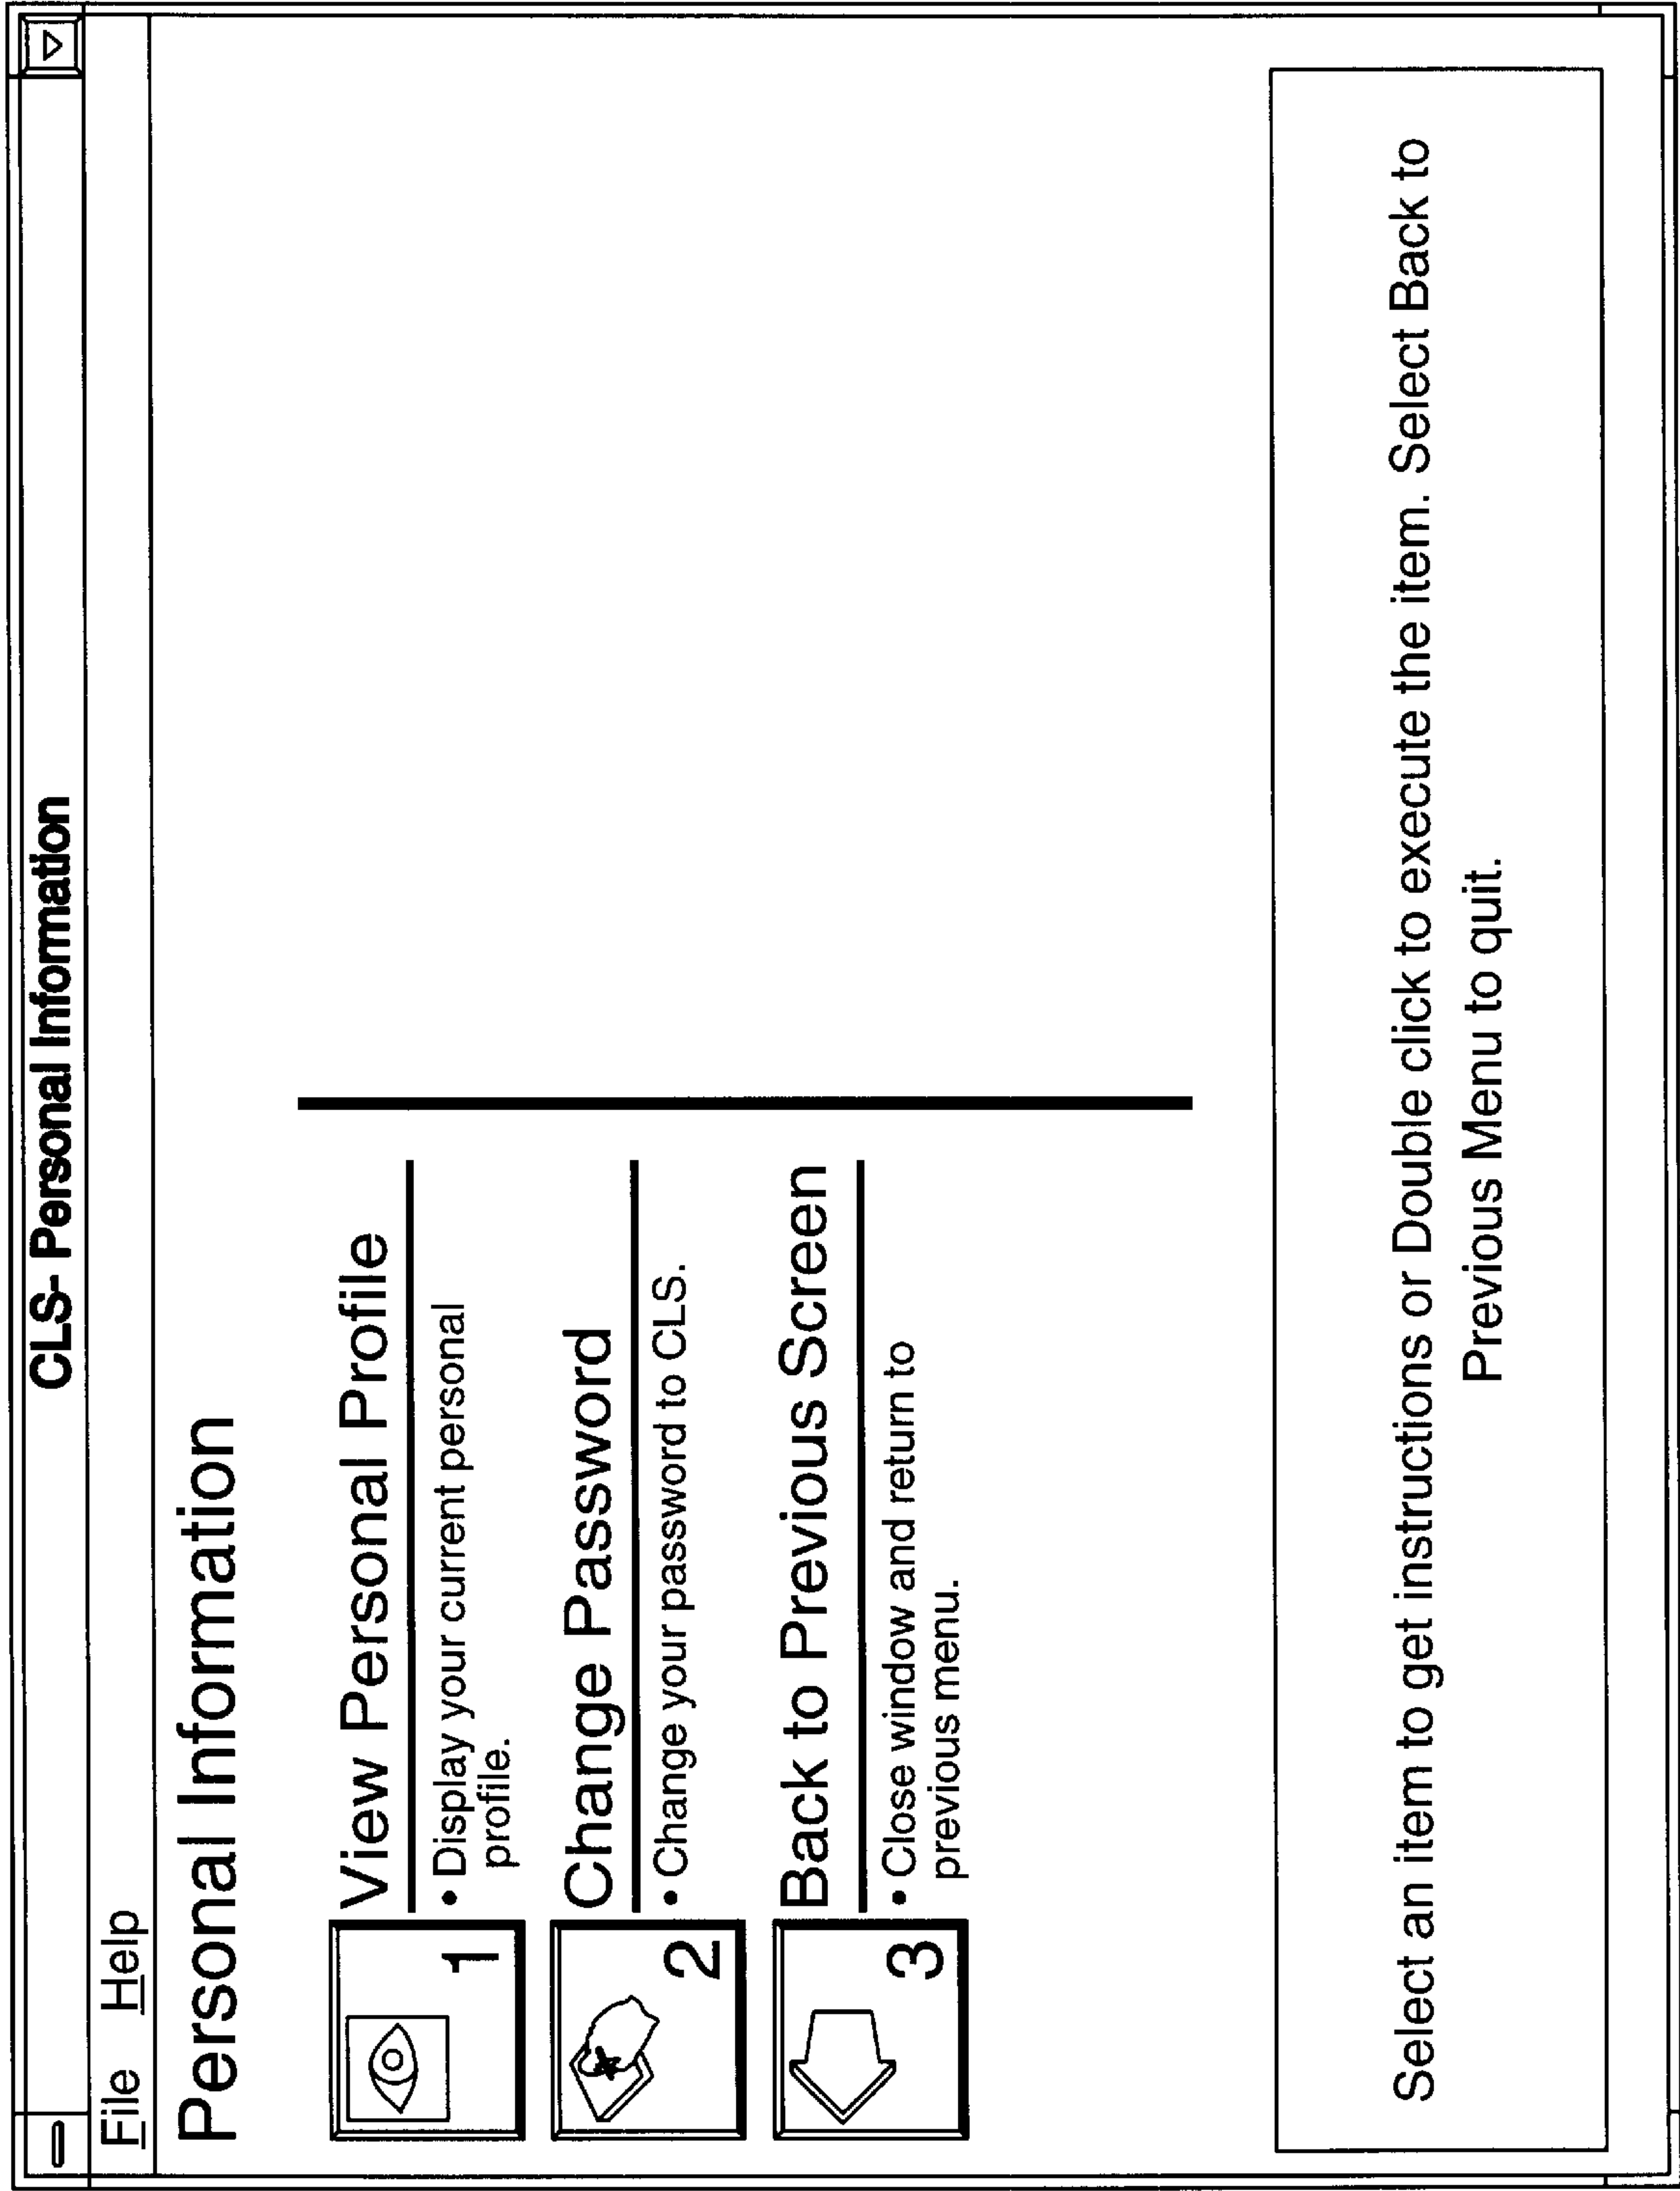 CLS- Personal Information
File Help
Personal Information
1
View Personal Profile
• Display your current personal
profile.
2
Change Password
• Change your password to CLS.
3
Back to Previous Screen
• Close window and return to
previous menu.
Select an item to get instructions or Double click to execute the item. Select Back to
Previous Menu to quit.